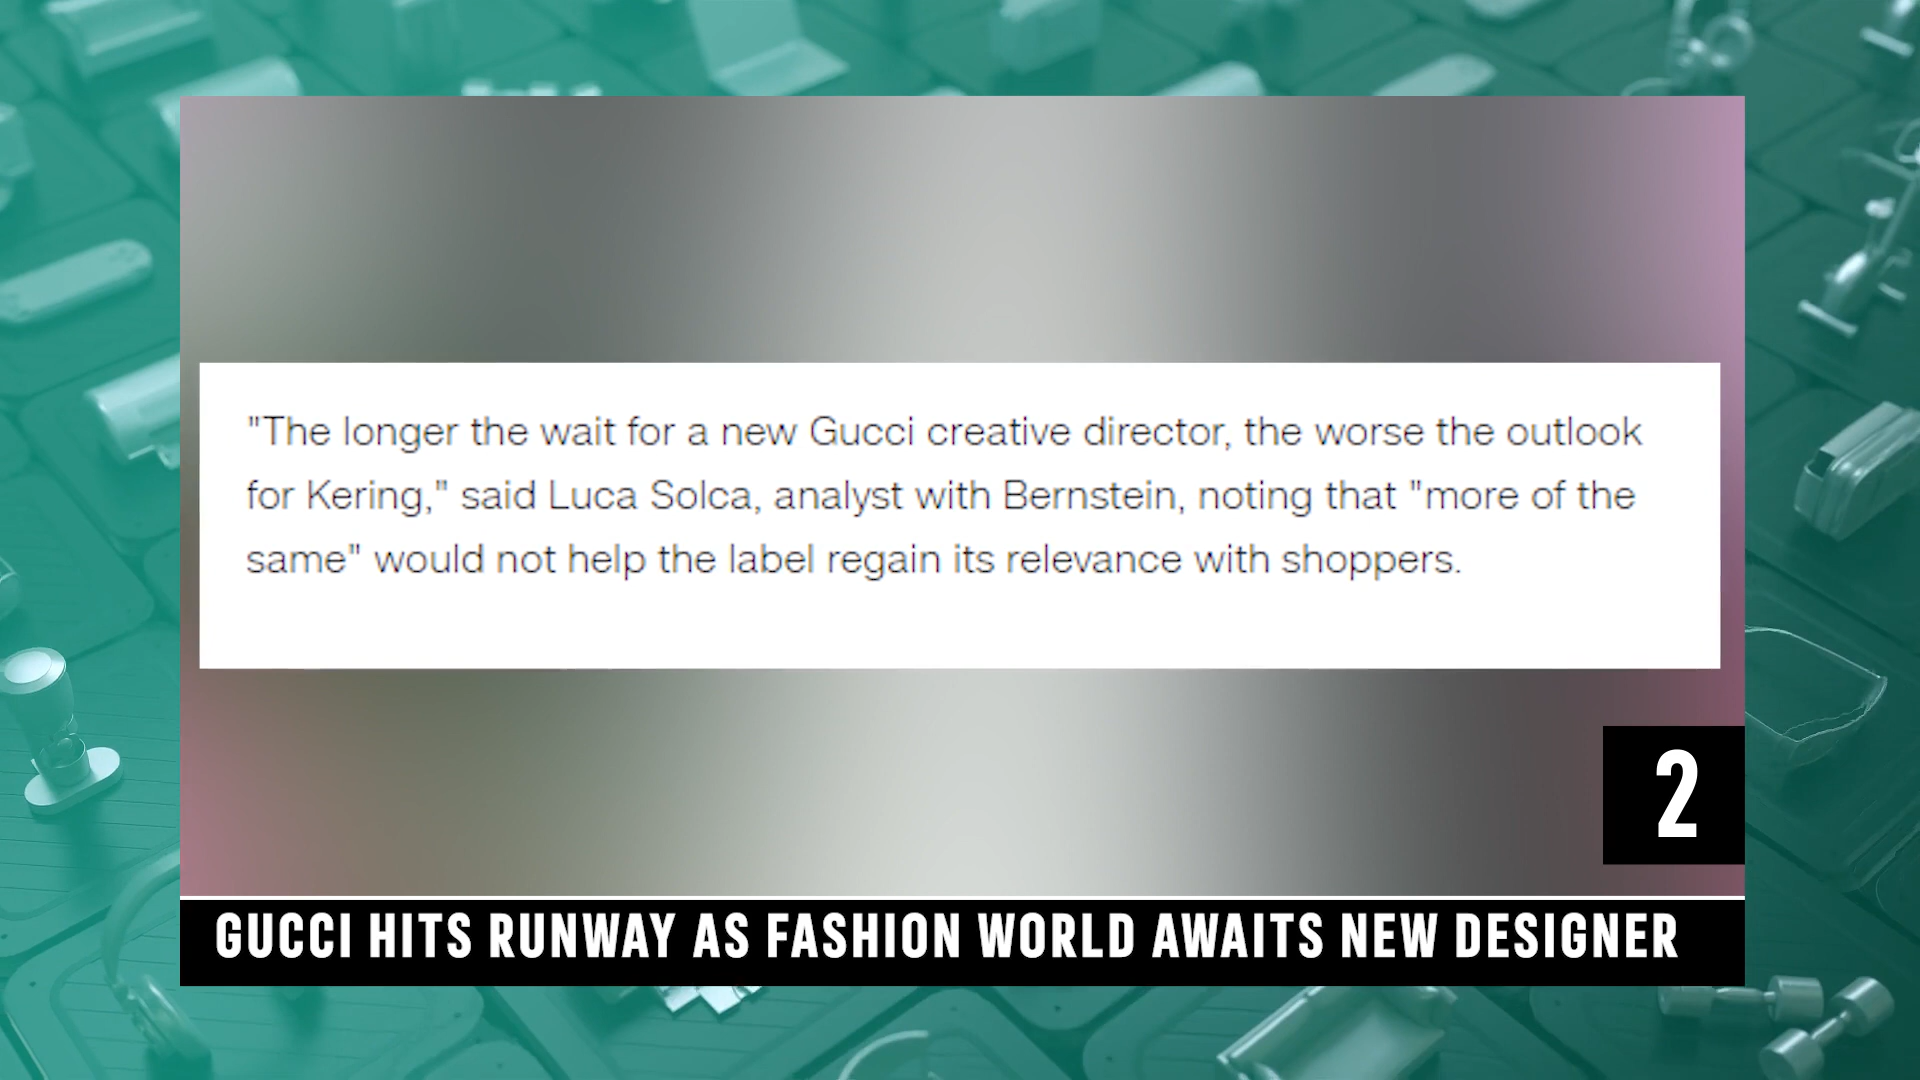 "The longer the wait for a new Gucci creative director, the worse the outlook
for Kering," said Luca Solca, analyst with Bernstein, noting that "more of the
same" would not help the label regain its relevance with shoppers.
2
GUCCI HITS RUNWAY AS FASHION WORLD AWAITS NEW DESIGNER